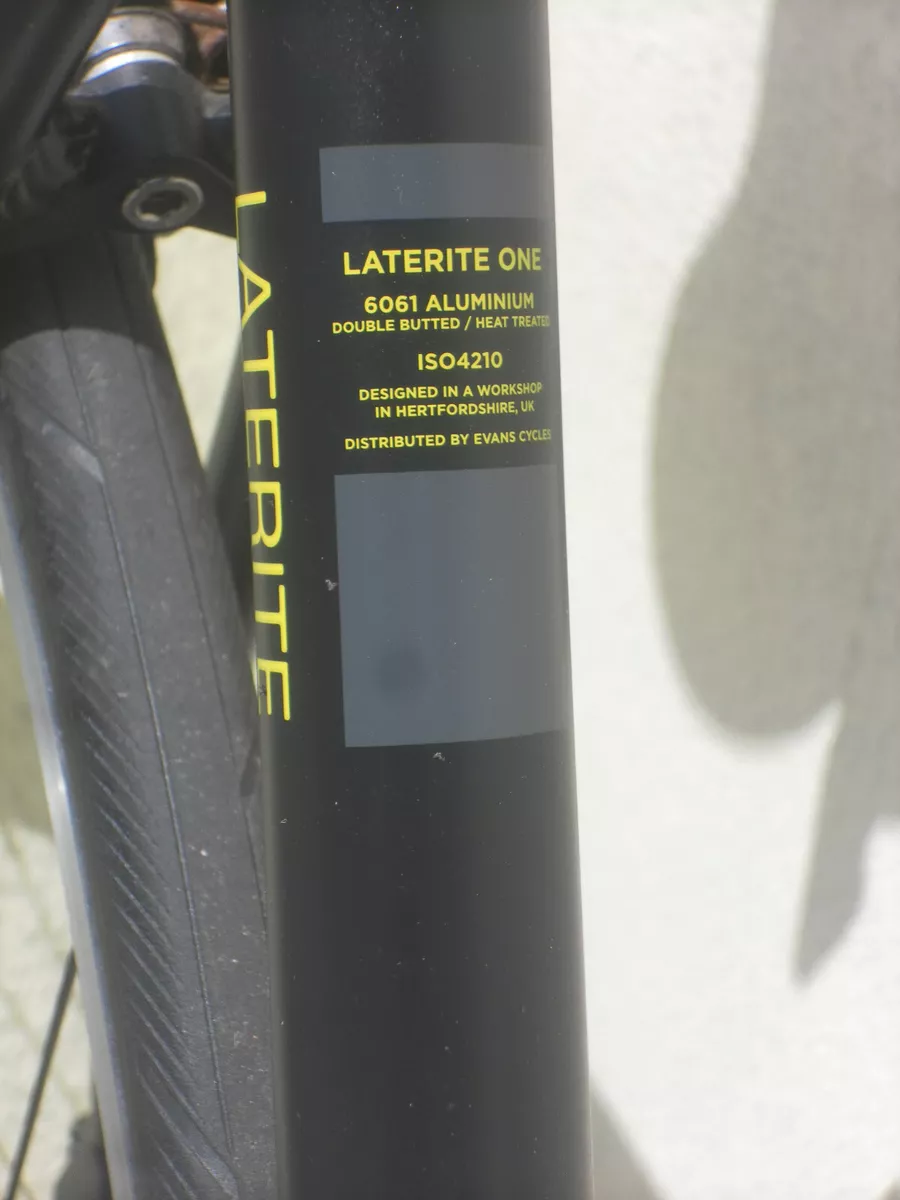 LATERITE
LATERITE ONE
6061 ALUMINIUM
DOUBLE BUTTED / HEAT TREATED
ISO4210
DESIGNED IN A WORKSHOP
IN HERTFORDSHIRE, UK
DISTRIBUTED BY EVANS CYCLES